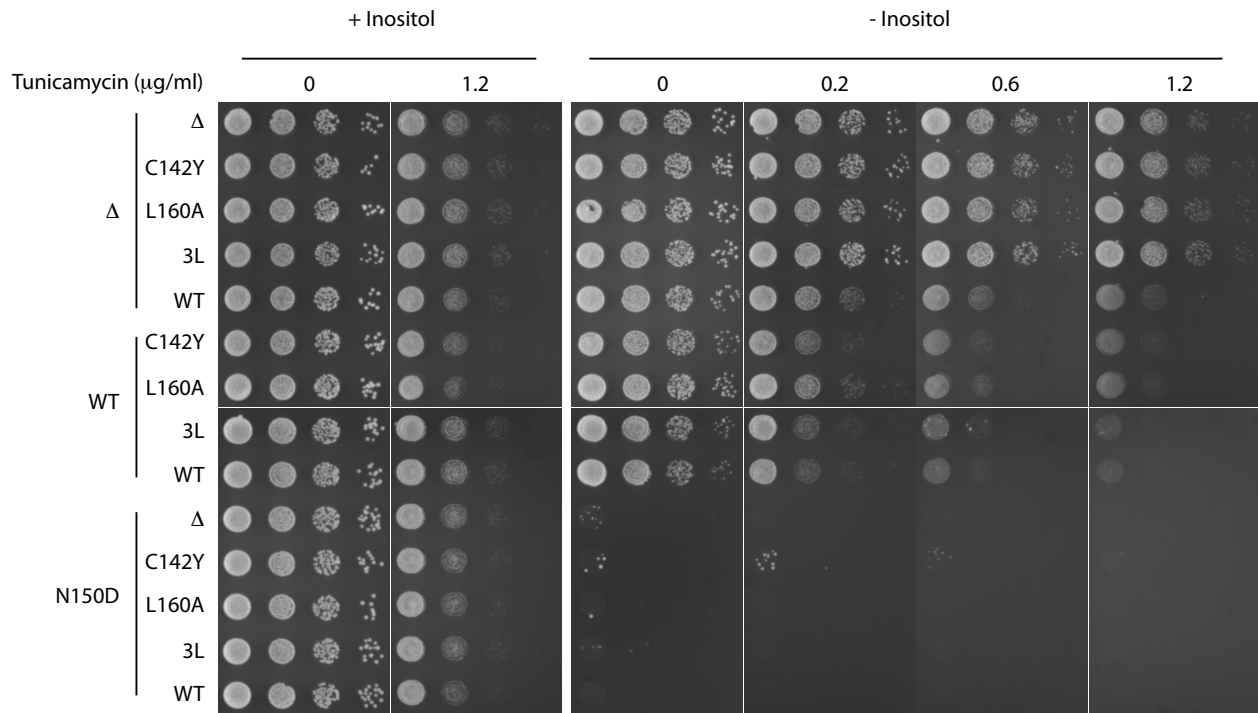 + Inositol - Inositol
Tunicamycin (μg/ml) 0 1.2 0 0.2 0.6 1.2
Δ
C142Y
Δ L160A
3L
WT
C142Y
WT L160A
3L
WT
Δ
C142Y
N150D L160A
3L
WT